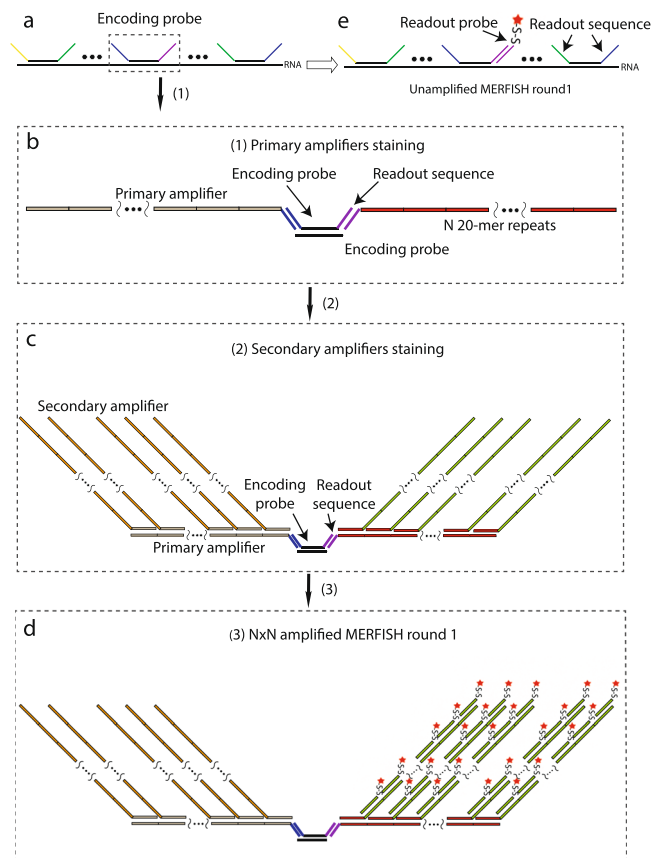 a
Encoding probe
RNA
(1)
e
Readout probe
Readout sequence
S-S
RNA
Unamplified MERFISH round1
b
(1) Primary amplifiers staining
Encoding probe
Readout sequence
Primary amplifier
N 20-mer repeats
Encoding probe
(2)
c
(2) Secondary amplifiers staining
Secondary amplifier
Encoding
probe
Readout
sequence
Primary amplifier
(3)
d
(3) NxN amplified MERFISH round 1